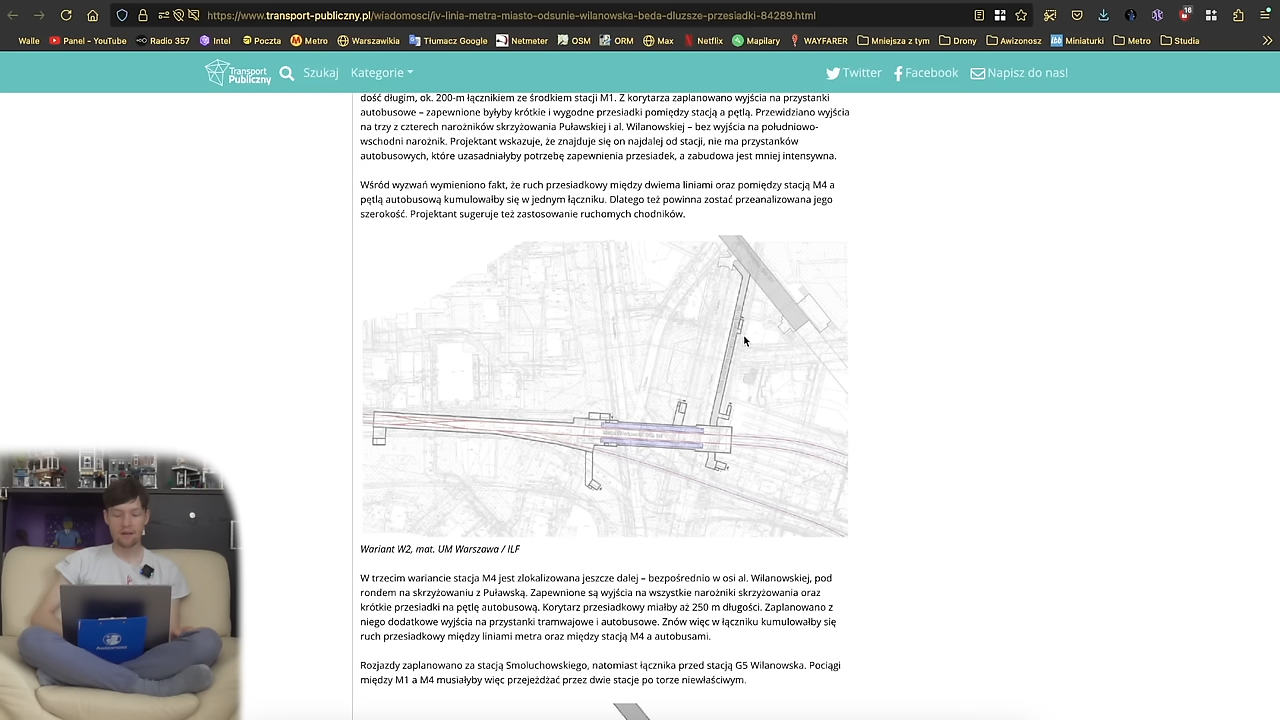 https://www.transport-publiczny.pl/wiadomosci/iv-linia-metra-miasto-odsunie-wilanowska-beda-dluzsze-przesiadki-84289.html
16
Walle Panel - YouTube Radio 357 Intel Poczta Metro Warszawikia Tłumacz Google Netmeter OSM ORM Max Netflix Mapilary WAYFARER Mniejsza z tym Drony Awizonosz Miniaturki Metro Studia
Transport Publiczny Szukaj Kategorie Twitter Facebook Napisz do nas!
dość długim, ok. 200-m łącznikiem ze środkiem stacji M1. Z korytarza zaplanowano wyjścia na przystanki
autobusowe – zapewnione byłyby krótkie i wygodne przesiadki pomiędzy stacją a pętlą. Przewidziano wyjścia
na trzy z czterech narożników skrzyżowania Puławskiej i al. Wilanowskiej – bez wyjścia na południowo-
wschodni narożnik. Projektant wskazuje, że znajduje się on najdalej od stacji, nie ma przystanków
autobusowych, które uzasadniałyby potrzebę zapewnienia przesiadek, a zabudowa jest mniej intensywna.
Wśród wyzwań wymieniono fakt, że ruch przesiadkowy między dwiema liniami oraz pomiędzy stacją M4 a
pętlą autobusową kumulowałby się w jednym łączniku. Dlatego też powinna zostać przeanalizowana jego
szerokość. Projektant sugeruje też zastosowanie ruchomych chodników.
Wariant W2, mat. UM Warszawa / ILF
W trzecim wariancie stacja M4 jest zlokalizowana jeszcze dalej – bezpośrednio w osi al. Wilanowskiej, pod
rondem na skrzyżowaniu z Puławską. Zapewnione są wyjścia na wszystkie narożniki skrzyżowania oraz
krótkie przesiadki na pętlę autobusową. Korytarz przesiadkowy miałby aż 250 m długości. Zaplanowano z
niego dodatkowe wyjścia na przystanki tramwajowe i autobusowe. Znów więc w łączniku kumulowałby się
ruch przesiadkowy między liniami metra oraz między stacją M4 a autobusami.
Rozjazdy zaplanowano za stacją Smoluchowskiego, natomiast łącznika przed stacją G5 Wilanowska. Pociągi
między M1 a M4 musiałyby więc przejeżdżać przez dwie stacje po torze niewłaściwym.